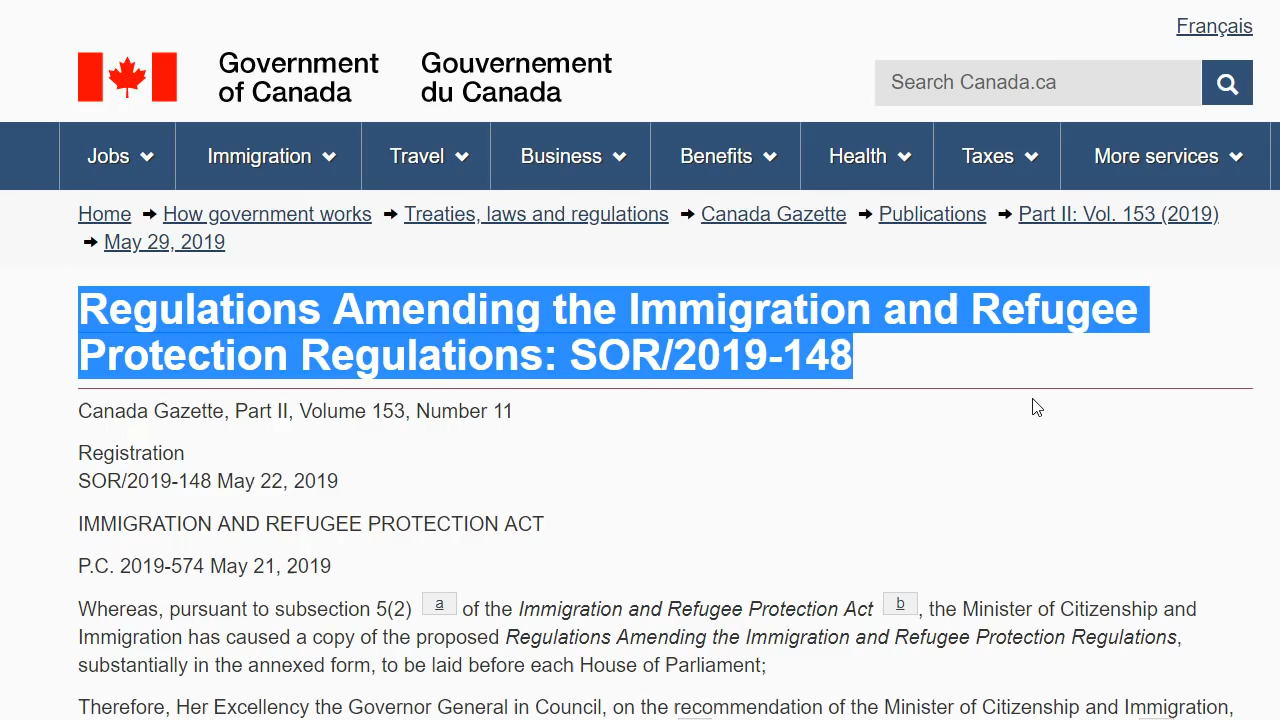 Français
Government of Canada
Gouvernement du Canada
Search Canada.ca
Jobs Immigration Travel Business Benefits Health Taxes More services
Home How government works Treaties, laws and regulations Canada Gazette Publications Part II: Vol. 153 (2019)
May 29, 2019
Regulations Amending the Immigration and Refugee
Protection Regulations: SOR/2019-148
Canada Gazette, Part II, Volume 153, Number 11
Registration
SOR/2019-148 May 22, 2019
IMMIGRATION AND REFUGEE PROTECTION ACT
P.C. 2019-574 May 21, 2019
Whereas, pursuant to subsection 5(2) a of the Immigration and Refugee Protection Act b, the Minister of Citizenship and
Immigration has caused a copy of the proposed Regulations Amending the Immigration and Refugee Protection Regulations,
substantially in the annexed form, to be laid before each House of Parliament;
Therefore, Her Excellency the Governor General in Council, on the recommendation of the Minister of Citizenship and Immigration,